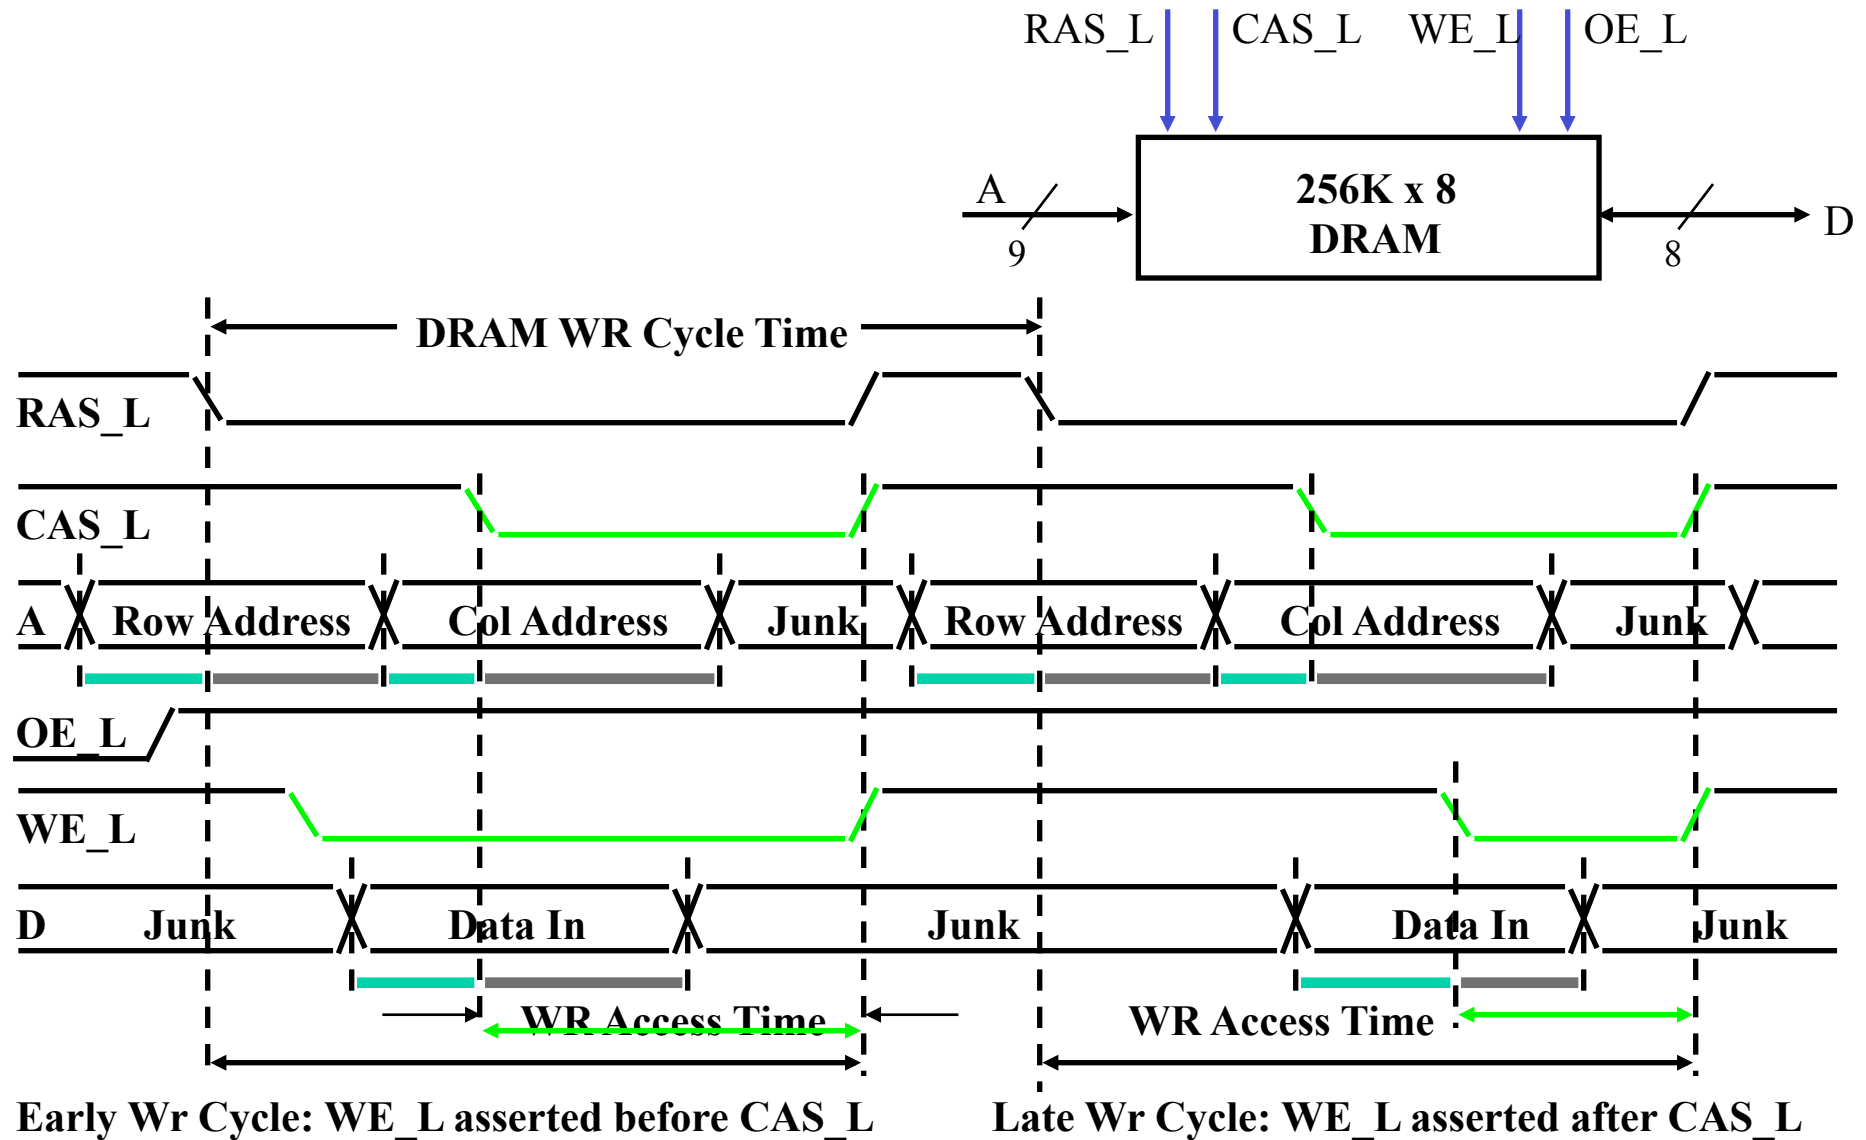 RAS_L CAS_L WE_L OE_L
A 256K x 8 D
9 DRAM 8
DRAM WR Cycle Time
RAS_L
CAS_L
A Row Address Col Address Junk Row Address Col Address Junk
OE_L
WE_L
D Junk Data In Junk Data In Junk
WR Access Time WR Access Time
Early Wr Cycle: WE_L asserted before CAS_L Late Wr Cycle: WE_L asserted after CAS_L